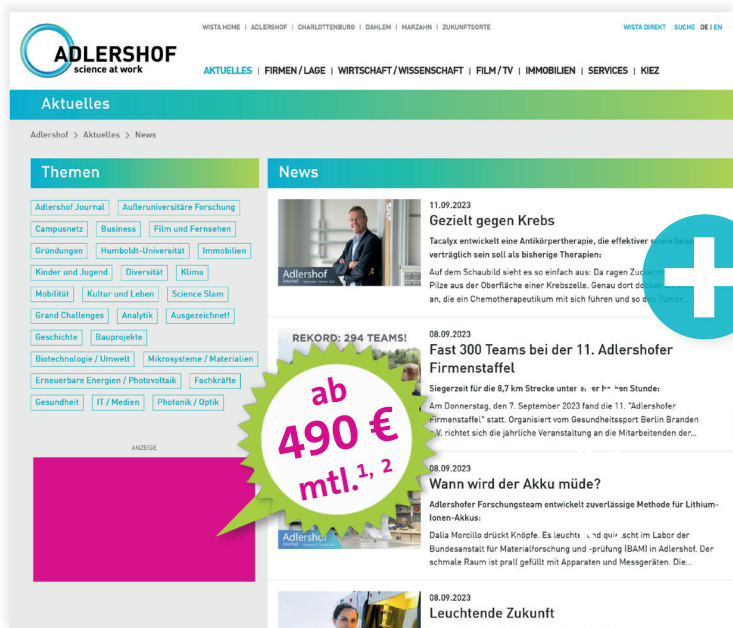 WISTA HOME | ADLERSHOF | CHARLOTTENBURG | DAHLEM | MARZAHN | ZUKUNFTSORTE
WISTA DIREKT SUCHE DE | EN
ADLERSHOF
science at work
AKTUELLES | FIRMEN / LAGE | WIRTSCHAFT / WISSENSCHAFT | FILM / TV | IMMOBILIEN | SERVICES | KIEZ
Aktuelles
Adlershof > Aktuelles > News
Themen
Adlershof Journal Außeruniversitäre Forschung
Campusnetz Business Film und Fernsehen
Gründungen Humboldt-Universität Immobilien
Kinder und Jugend Diversität Klima
Mobilität Kultur und Leben Science Slam
Grand Challenges Analytik Ausgezeichnet!
Geschichte Bauprojekte
Biotechnologie / Umwelt Mikrosysteme / Materialien
Erneuerbare Energien / Photovoltaik Fachkräfte
Gesundheit IT / Medien Photonik / Optik
ANZEIGE
ab
490 €
mtl.1, 2
News
Adlershof
Journal
11.09.2023
Gezielt gegen Krebs
Tacalyx entwickelt eine Antikörpertherapie, die effektiver sowie
verträglich sein soll als bisherige Therapien:
Auf dem Schaubild sieht es so einfach aus: Da ragen
Pilze aus der Oberfläche einer Krebszelle. Genau dort
an, die ein Chemotherapeutikum mit sich führen und so den Tumor...
REKORD: 294 TEAMS!
08.09.2023
Fast 300 Teams bei der 11. Adlershofer
Firmenstaffel
Siegerzeit für die 8,7 km Strecke unter Stunde:
Am Donnerstag, den 7. September 2023 fand die 11. "Adlershofer
Firmenstaffel" statt. Organisiert vom Gesundheitssport Berlin Branden
richtet sich die jährliche Veranstaltung an die Mitarbeitenden der...
Adlershof
08.09.2023
Wann wird der Akku müde?
Adlershofer Forschungsteam entwickelt zuverlässige Methode für Lithium-
Ionen-Akkus:
Dalia Morcillo drückt Knöpfe. Es im Labor der
Bundesanstalt für Materialforschung und -prüfung (BAM) in Adlershof. Der
schmale Raum ist prall gefüllt mit Apparaten und Messgeräten. Die...
08.09.2023
Leuchtende Zukunft